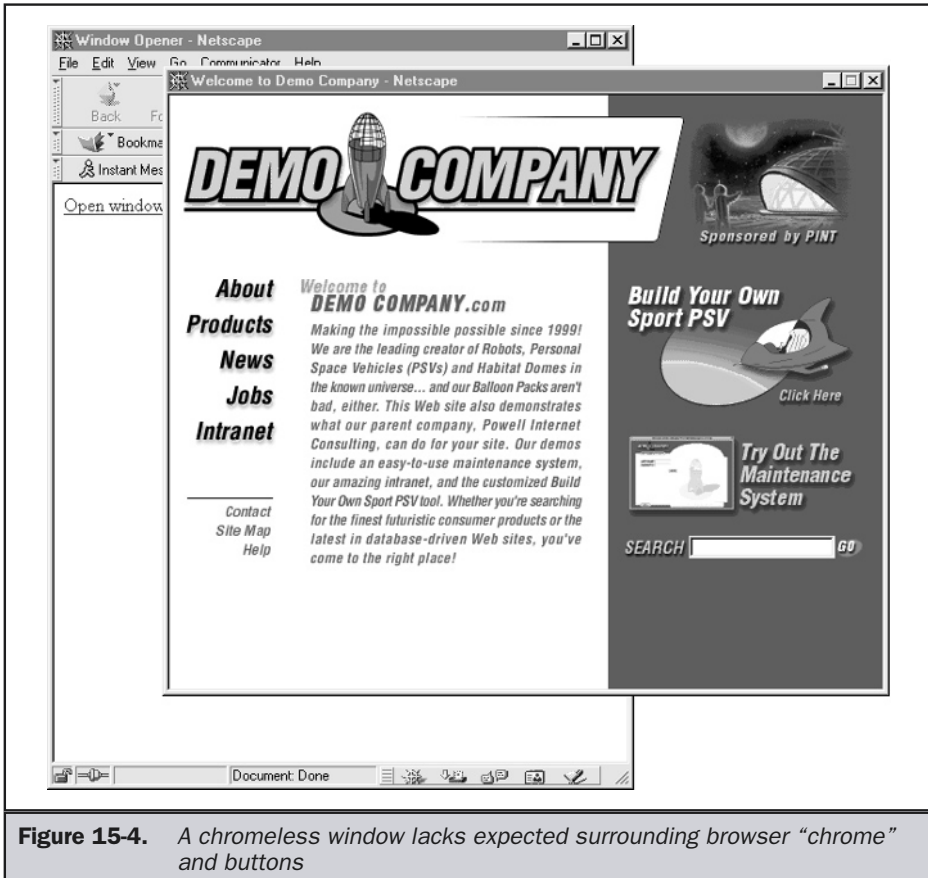 Window Opener - Netscape
File Edit View Go Communicator Help
Back
Bookma
Instant Mes
Open window
Document: Done
Welcome to Demo Company - Netscape
DEMO COMPANY
Sponsored by PINT
About
Products
News
Jobs
Intranet
Contact
Site Map
Help
Welcome to
DEMO COMPANY.com
Making the impossible possible since 1999!
We are the leading creator of Robots, Personal
Space Vehicles (PSVs) and Habitat Domes in
the known universe... and our Balloon Packs aren't
bad, either. This Web site also demonstrates
what our parent company, Powell Internet
Consulting, can do for your site. Our demos
include an easy-to-use maintenance system,
our amazing intranet, and the customized Build
Your Own Sport PSV tool. Whether you're searching
for the finest futuristic consumer products or the
latest in database-driven Web sites, you've
come to the right place!
Build Your Own
Sport PSV
Click Here
Try Out The
Maintenance
System
SEARCH GO
Figure 15-4. A chromeless window lacks expected surrounding browser “chrome”
and buttons